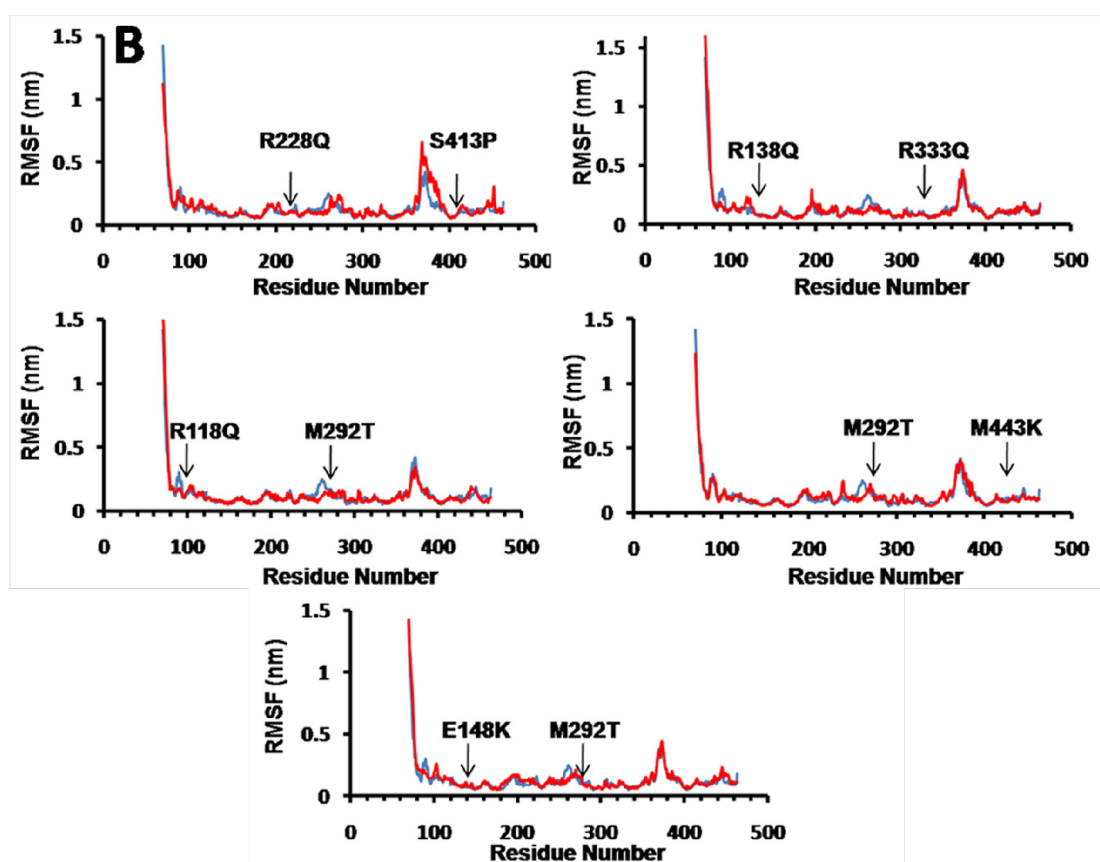 B
1.5
1
0.5
0
RMSF (nm)
R228Q
S413P
0 100 200 300 400 500
Residue Number
1.5
1
0.5
0
RMSF (nm)
R138Q
R333Q
0 100 200 300 400 500
Residue Number
1.5
1
0.5
0
RMSF (nm)
R118Q
M292T
0 100 200 300 400 500
Residue Number
1.5
1
0.5
0
RMSF (nm)
M292T
M443K
0 100 200 300 400 500
Residue Number
1.5
1
0.5
0
RMSF (nm)
E148K
M292T
0 100 200 300 400 500
Residue Number